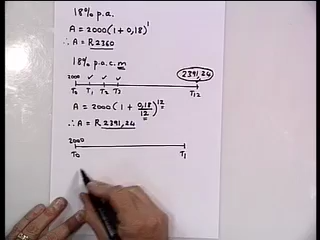 18% p.a.
A = 2000(1 + 0,18)^1
∴ A = R2360
18% p.a.c.m
2000 2391,24
T0 T1 T2 T3 T12
A = 2000(1 + 0,18/12)^12
∴ A = R2391,24
2000
T0 T1